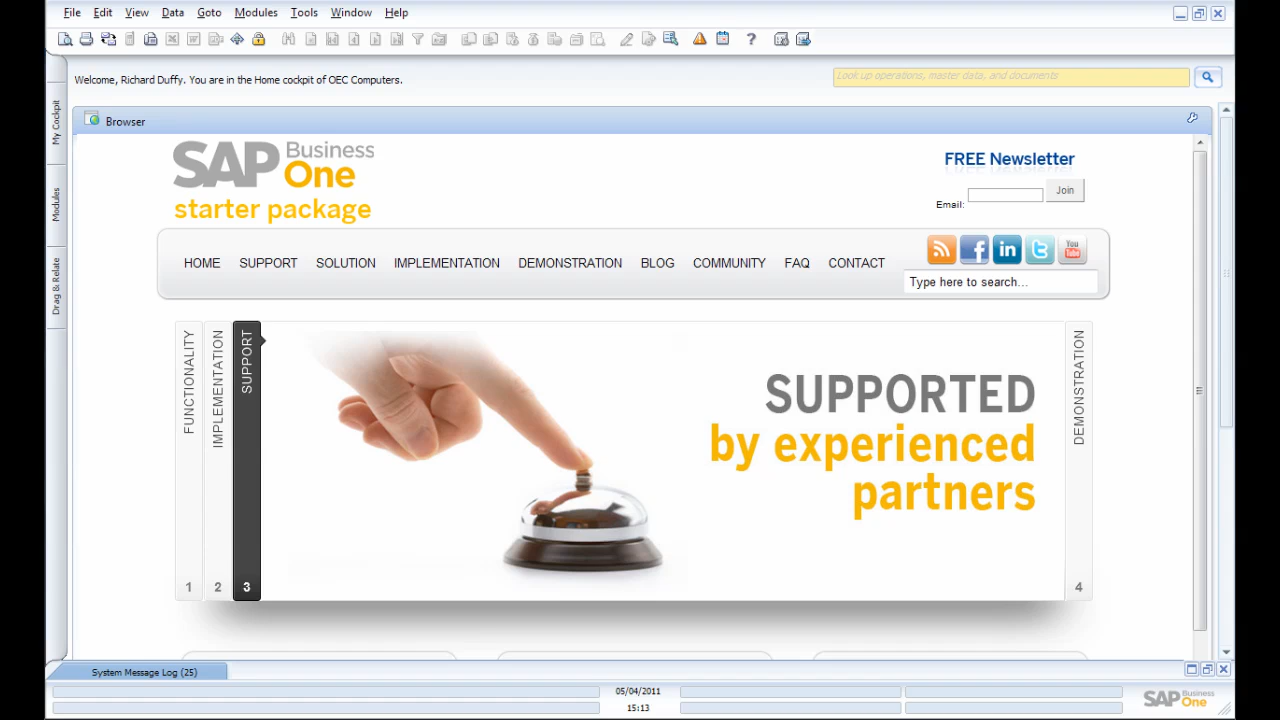 File Edit View Data Goto Modules Tools Window Help
Welcome, Richard Duffy. You are in the Home cockpit of OEC Computers.
Look up operations, master data, and documents
My Cockpit
Modules
Drag & Relate
Browser
SAP Business One
starter package
FREE Newsletter
Email: Join
HOME SUPPORT SOLUTION IMPLEMENTATION DEMONSTRATION BLOG COMMUNITY FAQ CONTACT
in
You Tube
Type here to search...
FUNCTIONALITY 1
IMPLEMENTATION 2
SUPPORT 3
SUPPORTED
by experienced
partners
DEMONSTRATION 4
System Message Log (25)
05/04/2011
15:13
SAP Business One